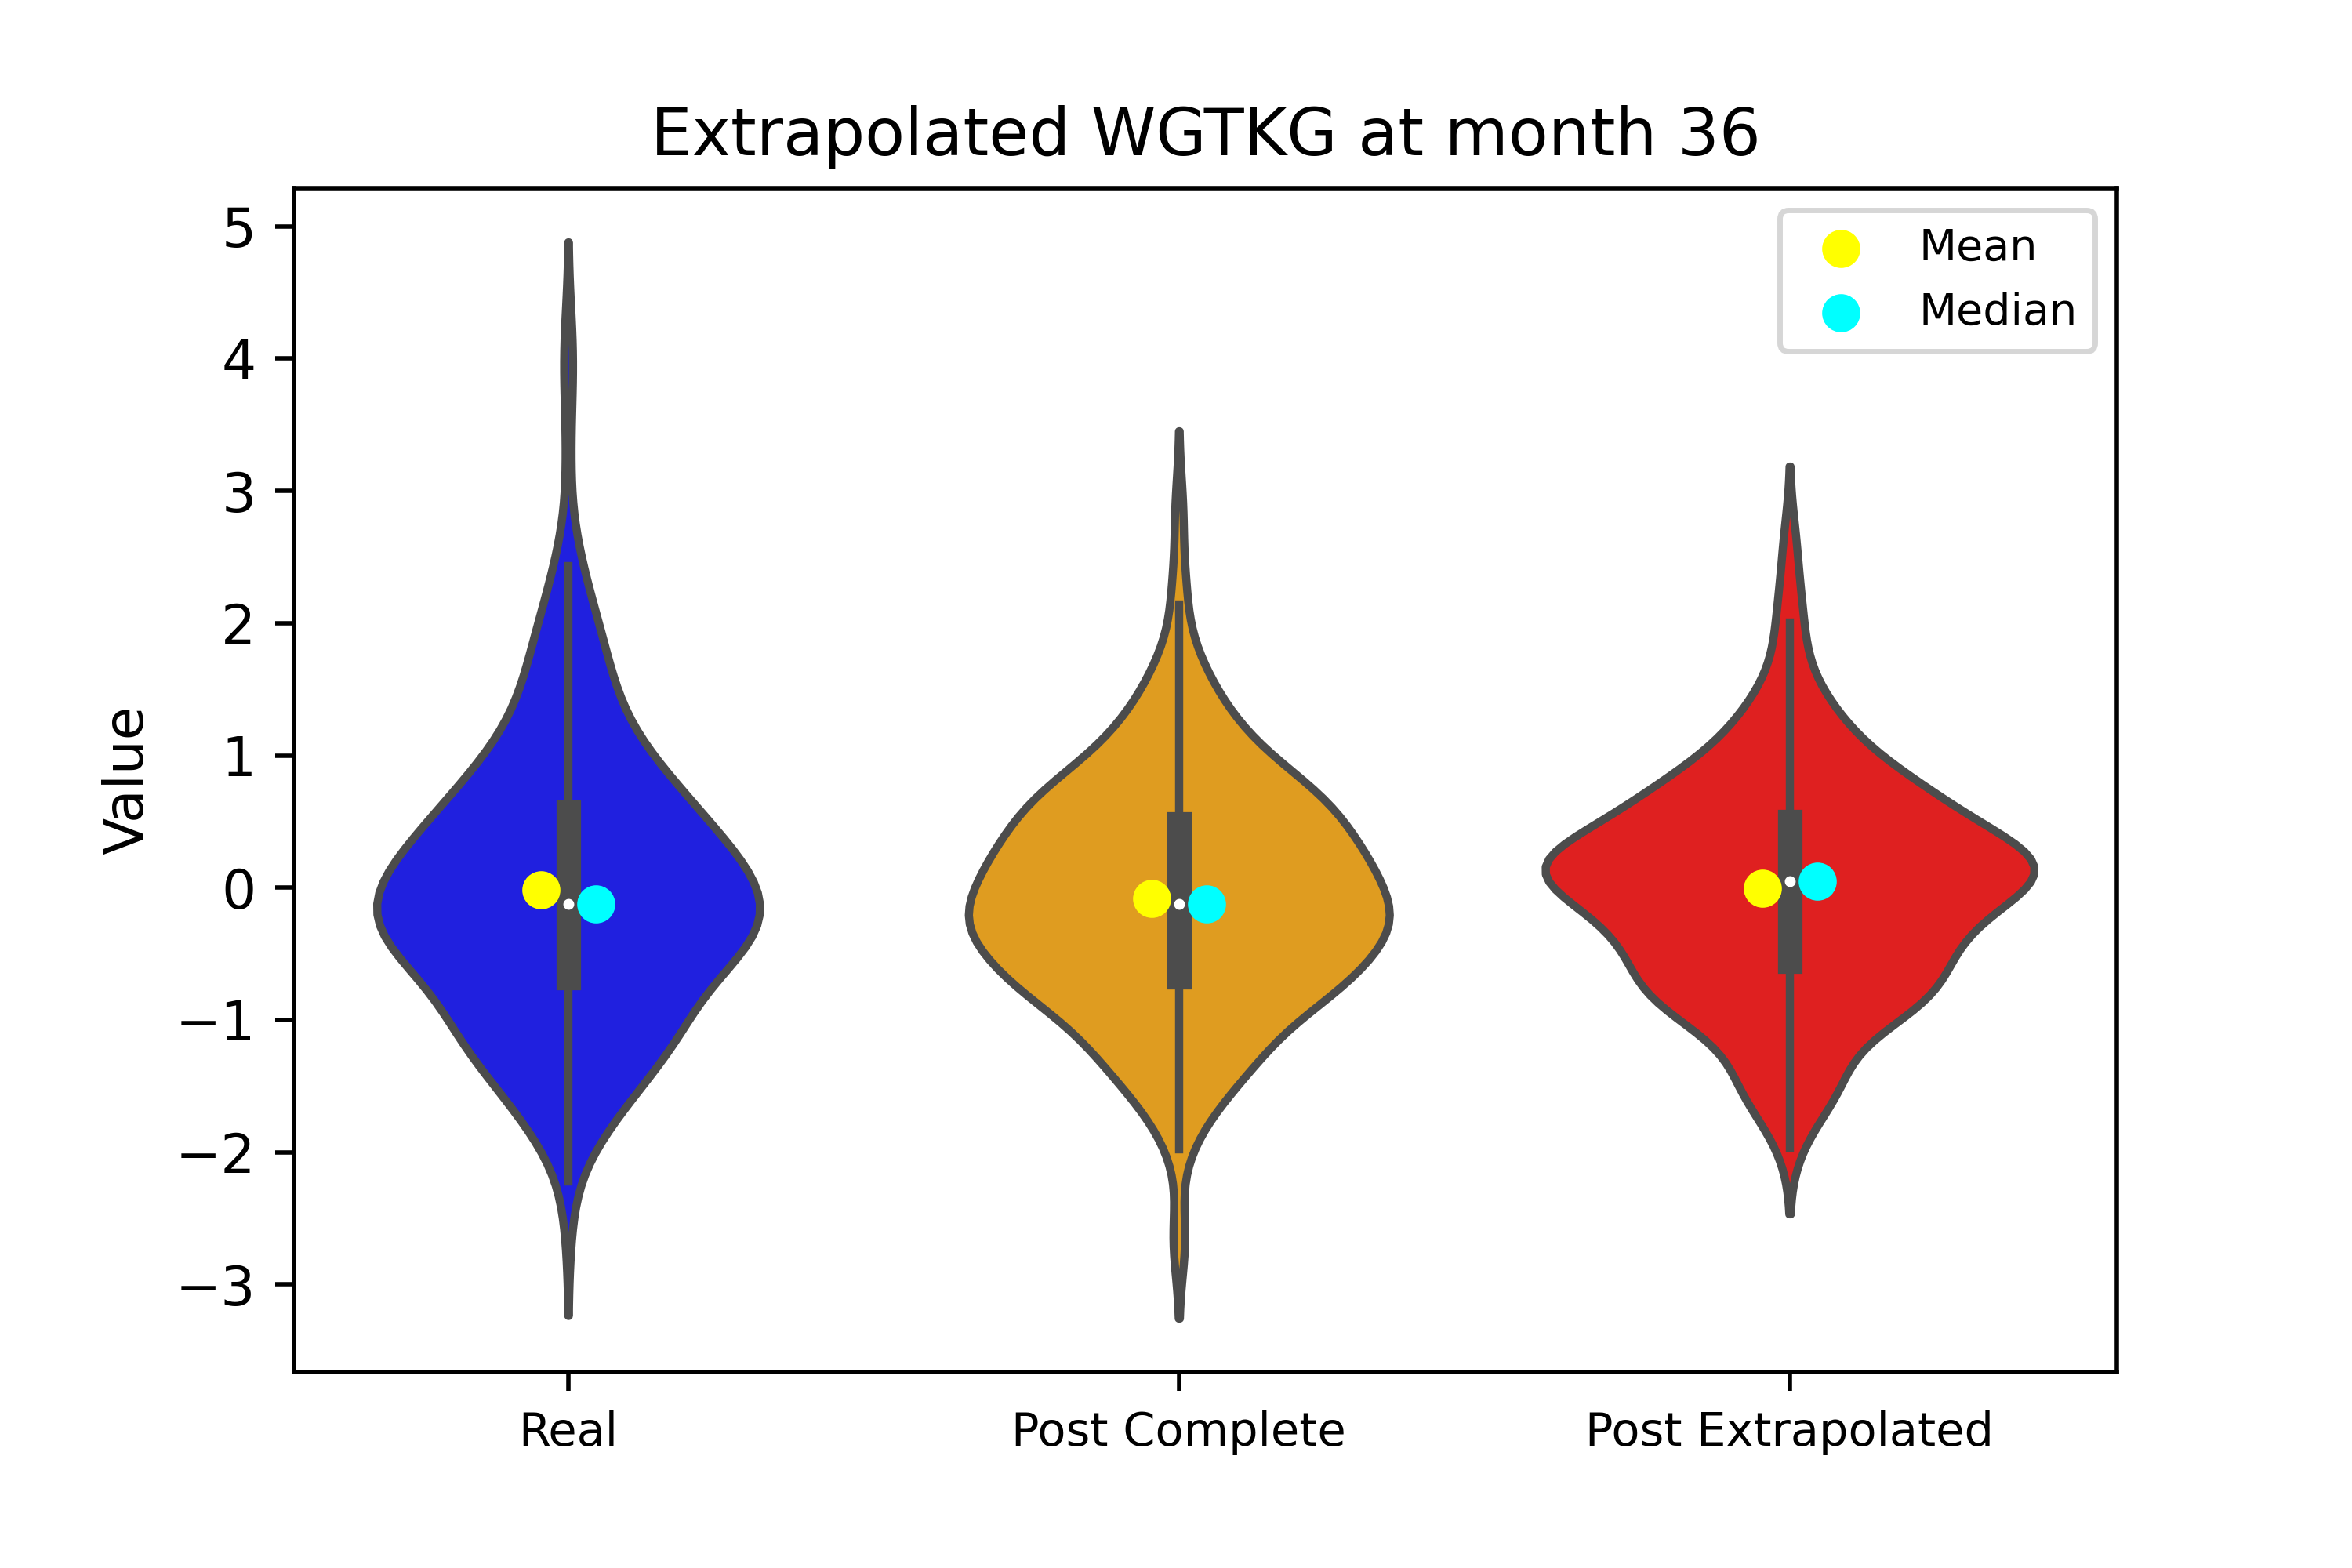 Extrapolated WGTKG at month 36
Mean
Median
5
4
3
2
1
0
−1
−2
−3
Value
Real
Post Complete
Post Extrapolated